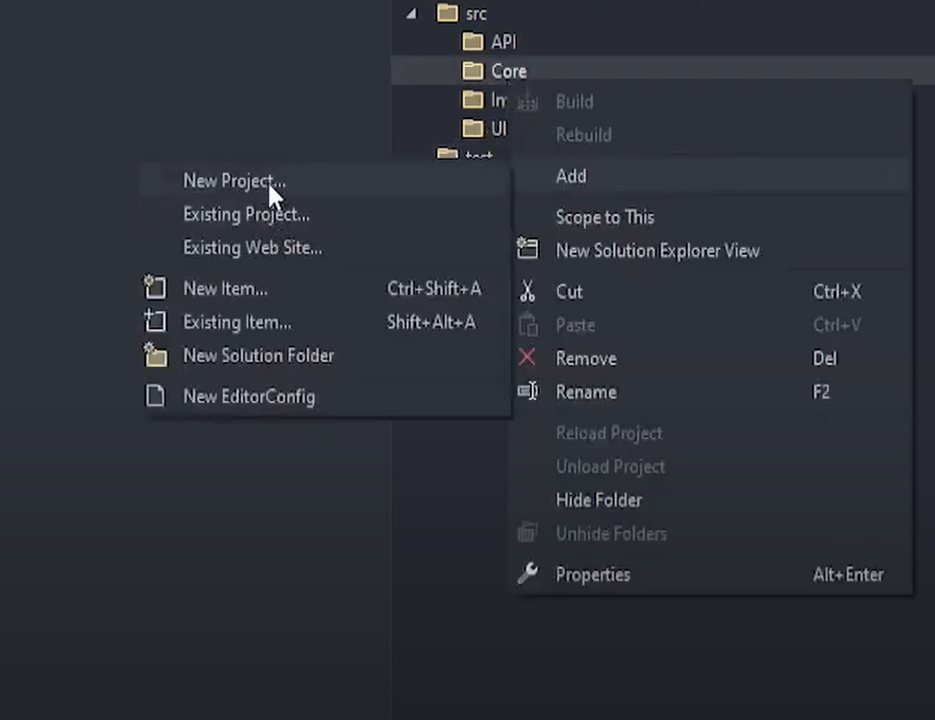 src
API
Core
UI
Build
Rebuild
Add
Scope to This
New Solution Explorer View
Cut Ctrl+X
Paste Ctrl+V
Remove Del
Rename F2
Reload Project
Unload Project
Hide Folder
Unhide Folders
Properties Alt+Enter
New Project...
Existing Project...
Existing Web Site...
New Item... Ctrl+Shift+A
Existing Item... Shift+Alt+A
New Solution Folder
New EditorConfig